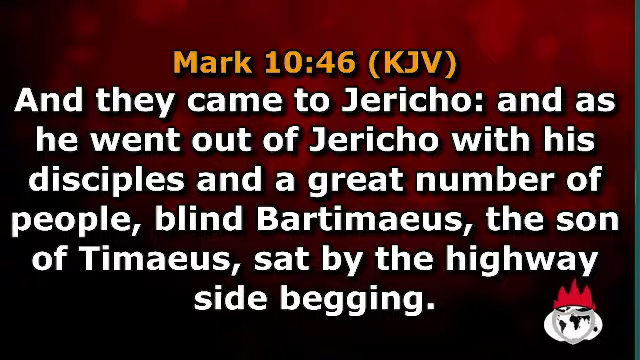 Mark 10:46 (KJV)
And they came to Jericho: and as
he went out of Jericho with his
disciples and a great number of
people, blind Bartimaeus, the son
of Timaeus, sat by the highway
side begging.